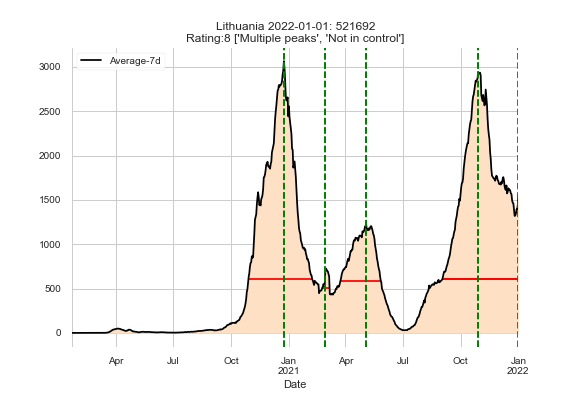 Lithuania 2022-01-01: 521692
Rating:8 ['Multiple peaks', 'Not in control']
Average-7d
3000
2500
2000
1500
1000
500
0
Apr Jul Oct Jan Apr Jul Oct Jan
2021 2022
Date